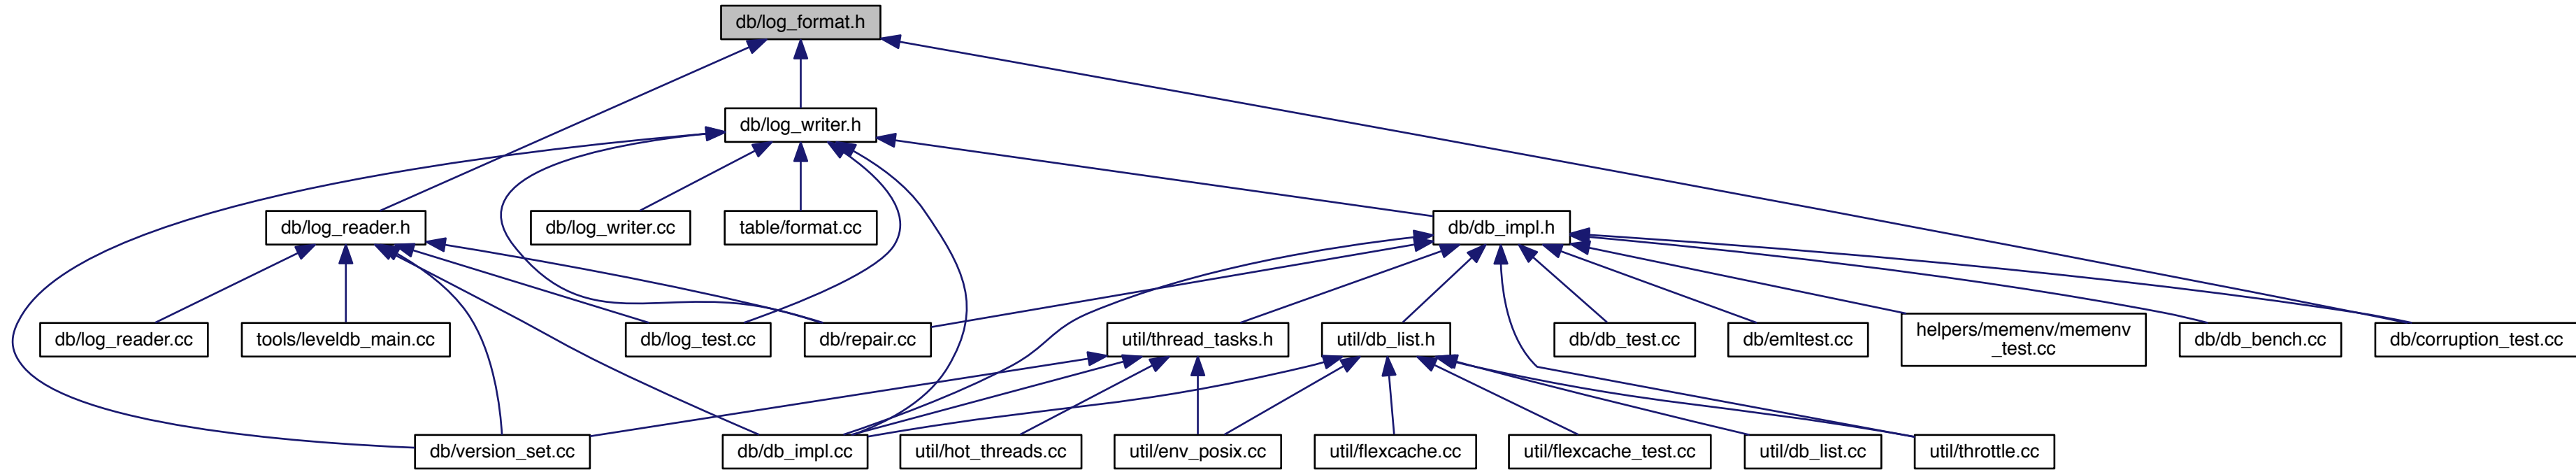 db/log_format.h
db/log_writer.h
db/log_reader.h
db/log_writer.cc
table/format.cc
db/db_impl.h
db/log_reader.cc
tools/leveldb_main.cc
db/log_test.cc
db/repair.cc
util/thread_tasks.h
util/db_list.h
db/db_test.cc
db/emltest.cc
helpers/memenv/memenv
_test.cc
db/db_bench.cc
db/corruption_test.cc
db/version_set.cc
db/db_impl.cc
util/hot_threads.cc
util/env_posix.cc
util/flexcache.cc
util/flexcache_test.cc
util/db_list.cc
util/throttle.cc